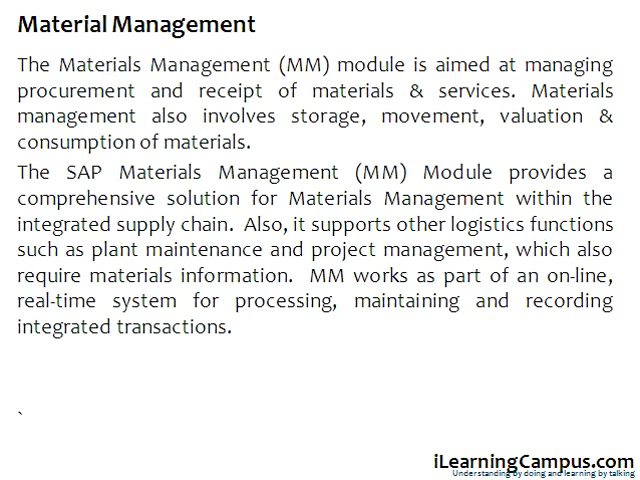 Material Management
The Materials Management (MM) module is aimed at managing
procurement and receipt of materials & services. Materials
management also involves storage, movement, valuation &
consumption of materials.
The SAP Materials Management (MM) Module provides a
comprehensive solution for Materials Management within the
integrated supply chain. Also, it supports other logistics functions
such as plant maintenance and project management, which also
require materials information. MM works as part of an on-line,
real-time system for processing, maintaining and recording
integrated transactions.
`
iLearningCampus.com
Understanding by doing and learning by talking